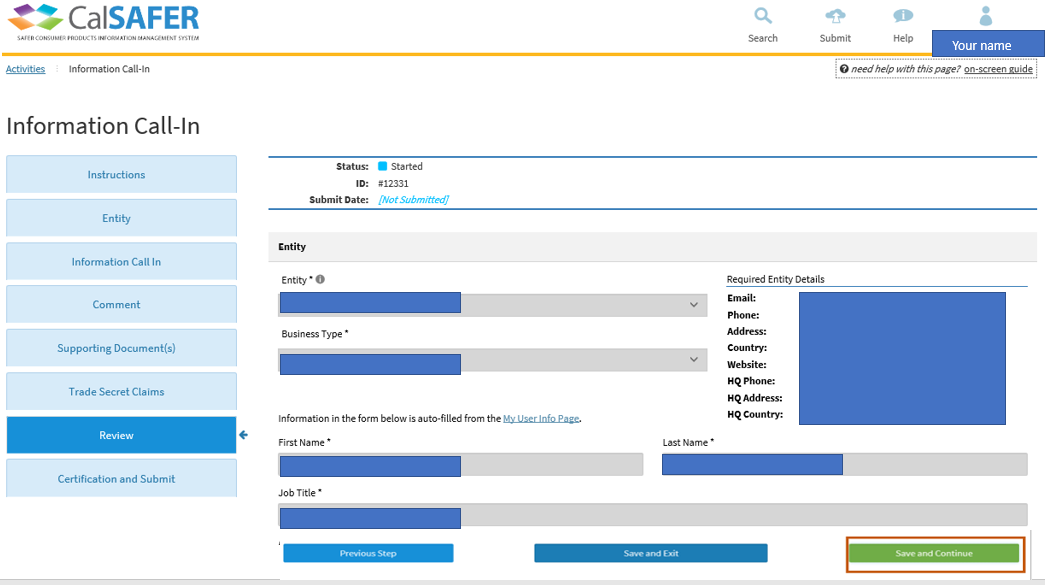 CalSAFER
SAFER CONSUMER PRODUCTS INFORMATION MANAGEMENT SYSTEM
Search
Submit
Help
Your name
Activities
Information Call-In
need help with this page? on-screen guide
Information Call-In
Instructions
Entity
Information Call In
Comment
Supporting Document(s)
Trade Secret Claims
Review
Certification and Submit
Status: Started
ID: #12331
Submit Date: [Not Submitted]
Entity
Entity *
Business Type *
Required Entity Details
Email:
Phone:
Address:
Country:
Website:
HQ Phone:
HQ Address:
HQ Country:
Information in the form below is auto-filled from the My User Info Page.
First Name *
Last Name *
Job Title *
Previous Step
Save and Exit
Save and Continue